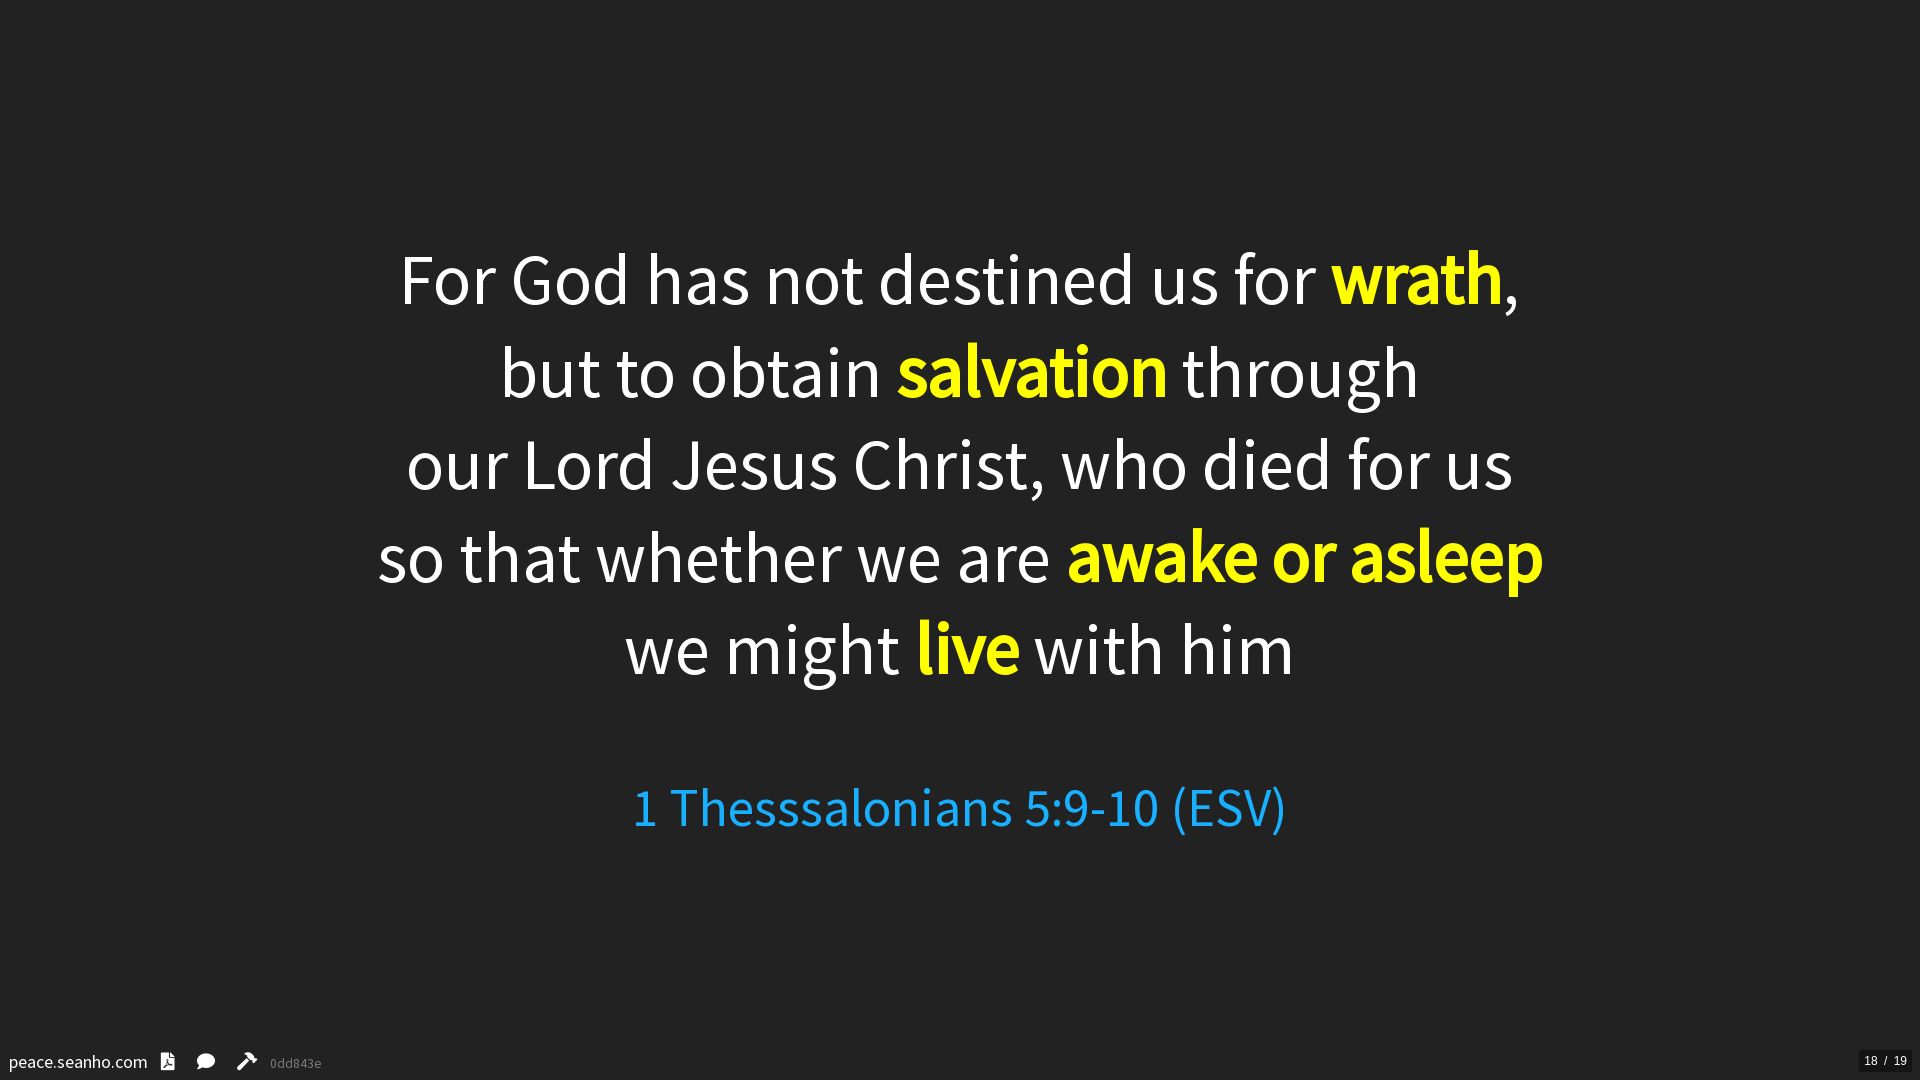 For God has not destined us for wrath,
but to obtain salvation through
our Lord Jesus Christ, who died for us
so that whether we are awake or asleep
we might live with him
1 Thesssalonians 5:9-10 (ESV)
peace.seanho.com 0dd843e
18 / 19